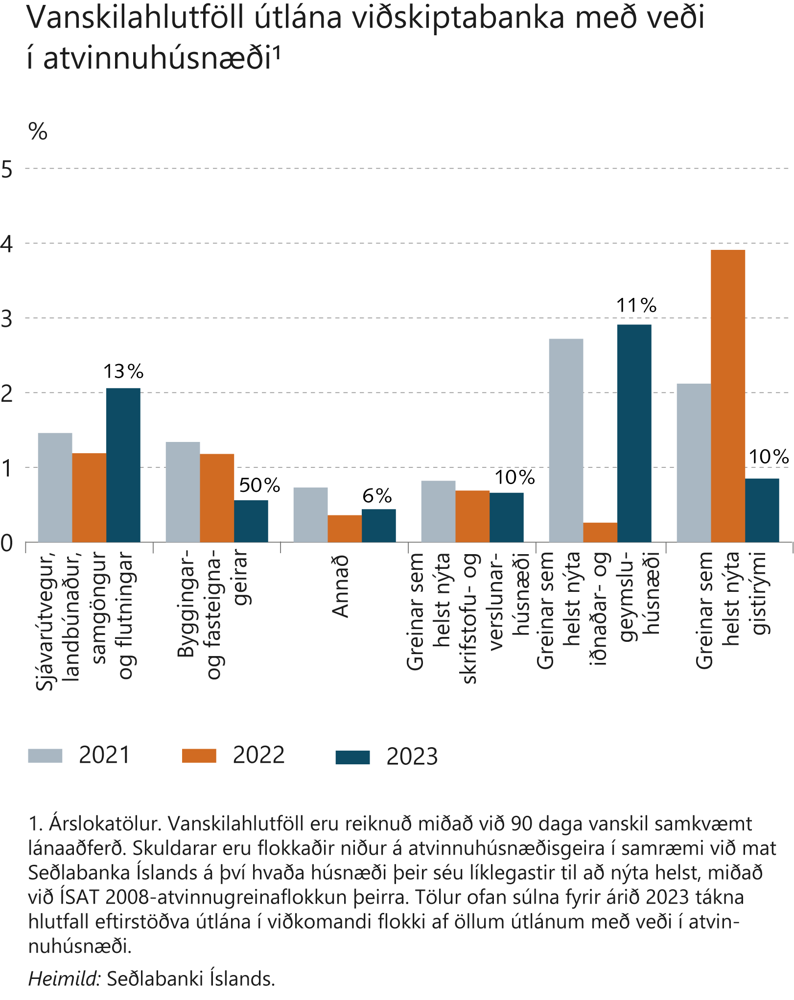 Vanskilahlutföll útlána viðskiptabanka með veði
í atvinnuhúsnæði¹
%
5
4
3
2
1
0
13%
50%
6%
10%
11%
10%
Sjávarútvegur,
landbúnaður,
samgöngur
og flutningar
Byggingar-
og fasteigna-
geirar
Annað
Greinar sem
helst nýta
skrifstofu- og
verslunar-
húsnæði
Greinar sem
helst nýta
iðnaðar- og
geymslu-
húsnæði
Greinar sem
helst nýta
gistirými
2021
2022
2023
1. Árslokatölur. Vanskilahlutföll eru reiknuð miðað við 90 daga vanskil samkvæmt
lánaaðferð. Skuldarar eru flokkaðir niður á atvinnuhúsnæðisgeira í samræmi við mat
Seðlabanka Íslands á því hvaða húsnæði þeir séu líklegastir til að nýta helst, miðað
við ÍSAT 2008-atvinnugreinaflokkun þeirra. Tölur ofan súlna fyrir árið 2023 tákna
hlutfall eftirstöðva útlána í viðkomandi flokki af öllum útlánum með veði í atvin-
nuhúsnæði.
Heimild: Seðlabanki Íslands.